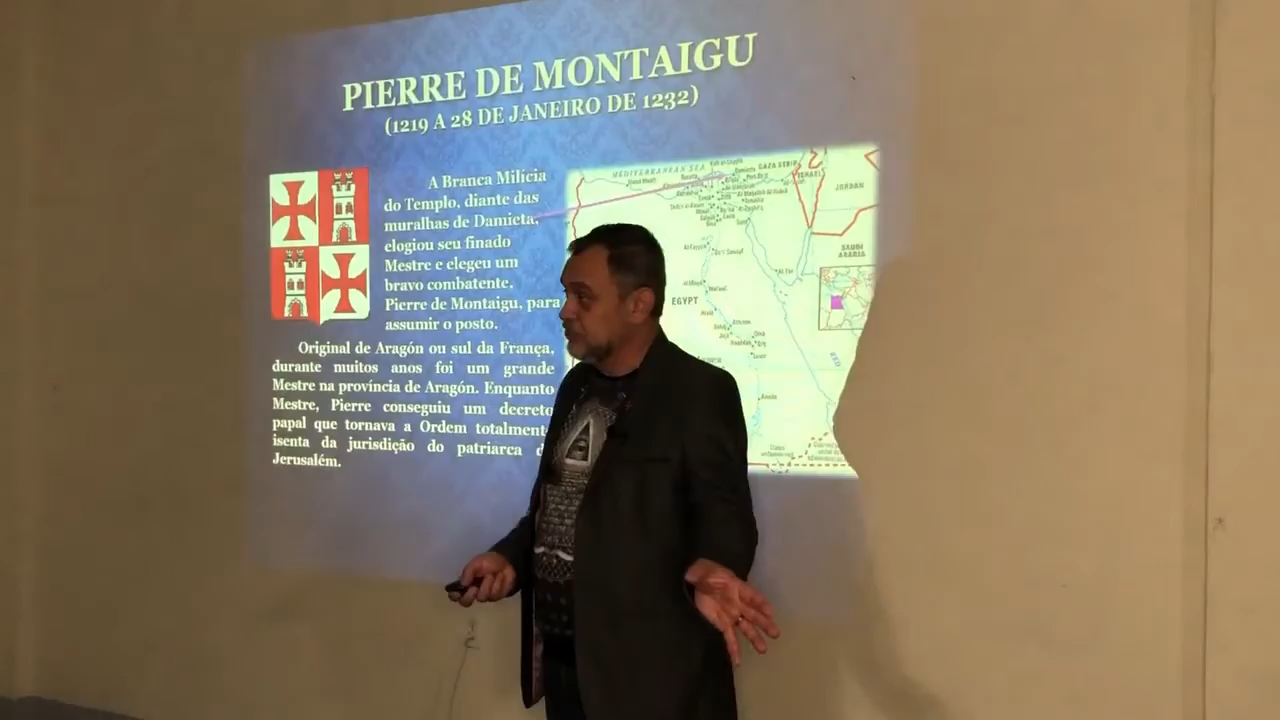 PIERRE DE MONTAIGU
(1219 A 28 DE JANEIRO DE 1232)
A Branca Milícia
do Templo, diante das
muralhas de Damieta,
elogiou seu finado
Mestre e elegeu um
bravo combatente,
Pierre de Montaigu, para
assumir o posto.
Original de Aragón ou sul da França,
durante muitos anos foi um grande
Mestre na província de Aragón. Enquanto
Mestre, Pierre conseguiu um decreto
papal que tornava a Ordem totalment
isenta da jurisdição do patriarca d
Jerusalém.
MEDITERRANEAN SEA
GAZA STRIP
ISRAEL
JORDAN
SAUDI
ARABIA
EGYPT
RED